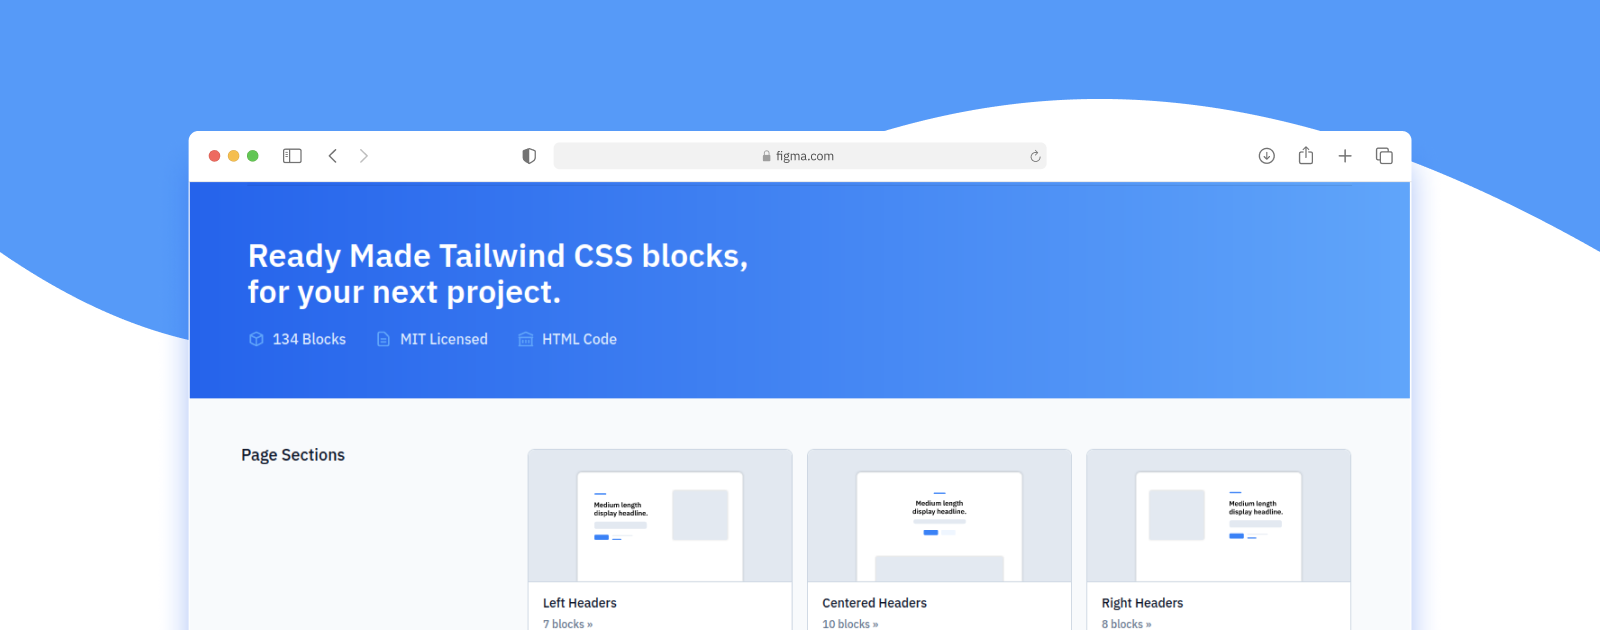 figma.com
Ready Made Tailwind CSS blocks,
for your next project.
134 Blocks
MIT Licensed
HTML Code
Page Sections
Medium length
display headline.
Medium length
display headline.
Medium length
display headline.
Left Headers
7 blocks »
Centered Headers
10 blocks »
Right Headers
8 blocks »